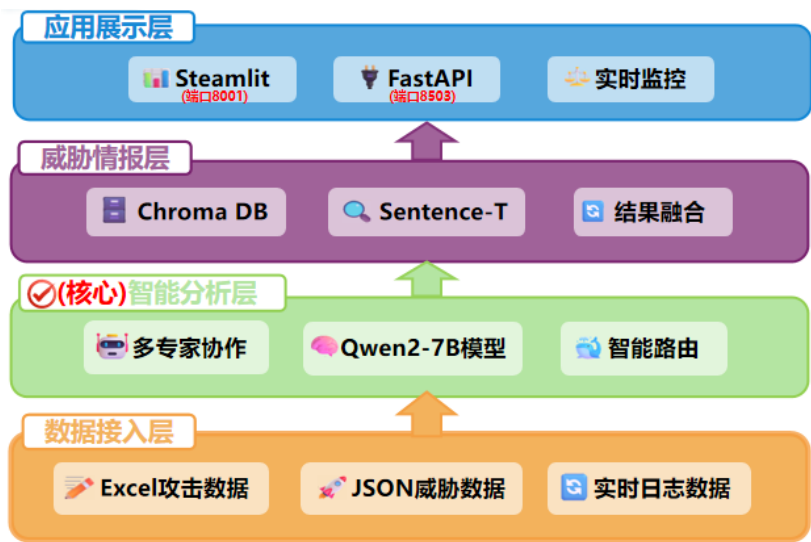 应用展示层
Steamlit
(端口8001)
FastAPI
(端口8503)
实时监控
威胁情报层
Chroma DB
Sentence-T
结果融合
(核心)智能分析层
多专家协作
Qwen2-7B模型
智能路由
数据接入层
Excel攻击数据
JSON威胁数据
实时日志数据